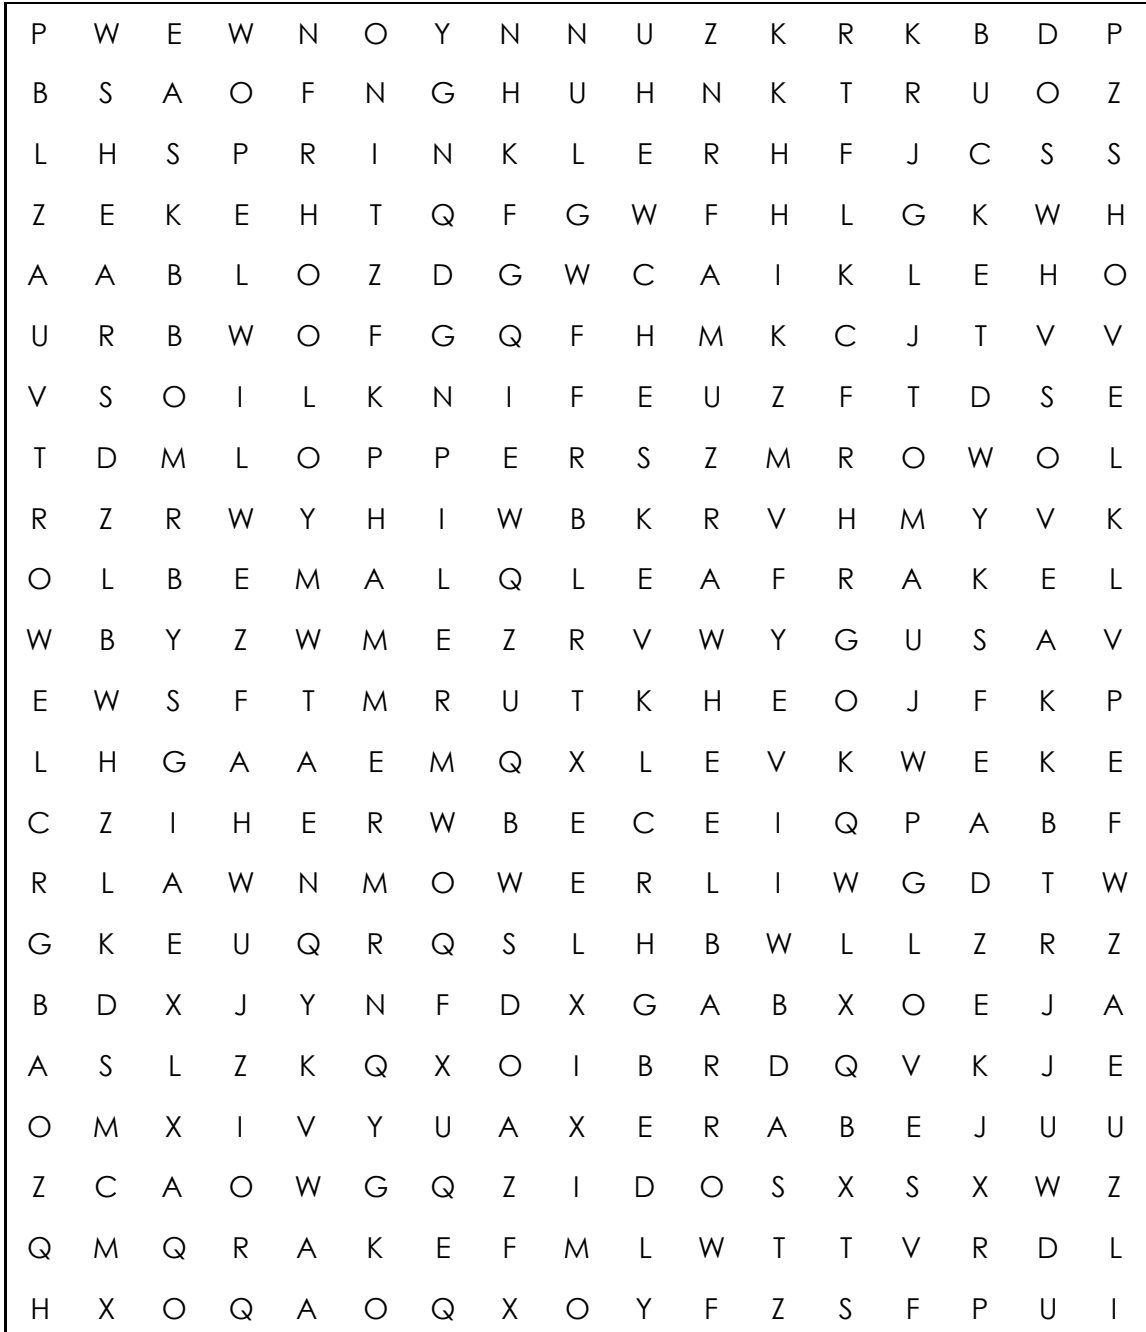 P W E W N O Y N N U Z K R K B D P
B S A O F N G H U H N K T R U O Z
L H S P R I N K L E R H F J C S S
Z E K E H T Q F G W F H L G K W H
A A B L O Z D G W C A I K L E H O
U R B W O F G Q F H M K C J T V V
V S O I L K N I F E U Z F T D S E
T D M L O P P E R S Z M R O W O L
R Z R W Y H I W B K R V H M Y V K
O L B E M A L Q L E A F R A K E L
W B Y Z W M E Z R V W Y G U S A V
E W S F T M R U T K H E O J F K P
L H G A A E M Q X L E V K W E K E
C Z I H E R W B E C E I Q P A B F
R L A W N M O W E R L I W G D T W
G K E U Q R Q S L H B W L L Z R Z
B D X J Y N F D X G A B X O E J A
A S L Z K Q X O I B R D Q V K J E
O M X I V Y U A X E R A B E J U U
Z C A O W G Q Z I D O S X S X W Z
Q M Q R A K E F M L W T T V R D L
H X O Q A O Q X O Y F Z S F P U I